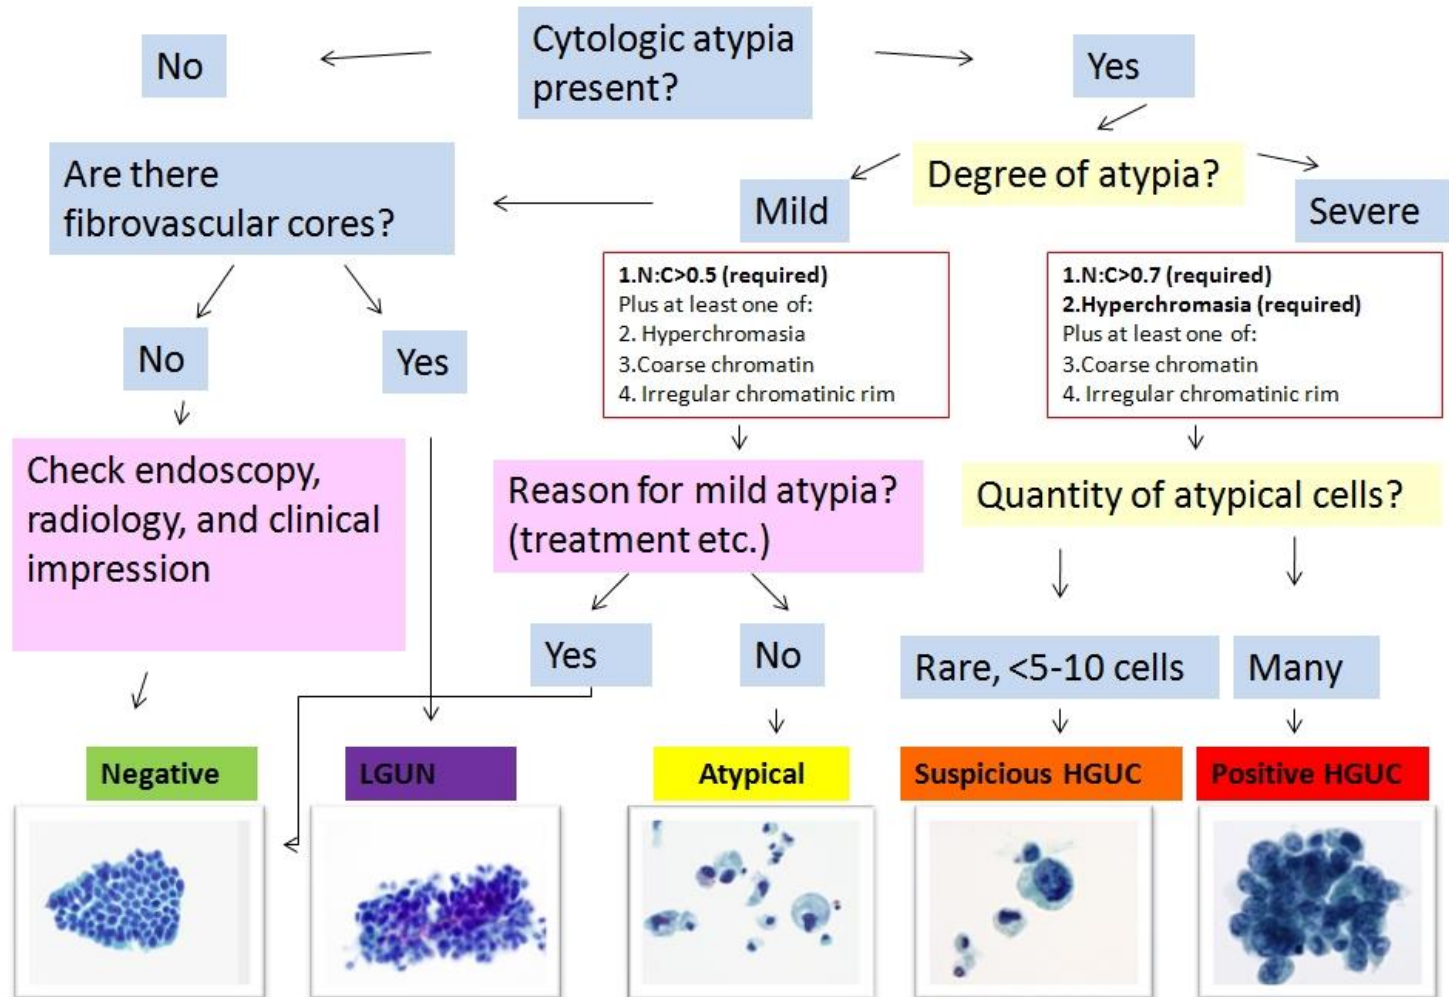 Cytologic atypia
present?
No
Yes
Are there
fibrovascular cores?
Degree of atypia?
Mild
Severe
1.N:C>0.5 (required)
Plus at least one of:
2. Hyperchromasia
3.Coarse chromatin
4. Irregular chromatinic rim
1.N:C>0.7 (required)
2.Hyperchromasia (required)
Plus at least one of:
3.Coarse chromatin
4. Irregular chromatinic rim
No
Yes
Check endoscopy,
radiology, and clinical
impression
Reason for mild atypia?
(treatment etc.)
Quantity of atypical cells?
Yes
No
Rare, <5-10 cells
Many
Negative
LGUN
Atypical
Suspicious HGUC
Positive HGUC